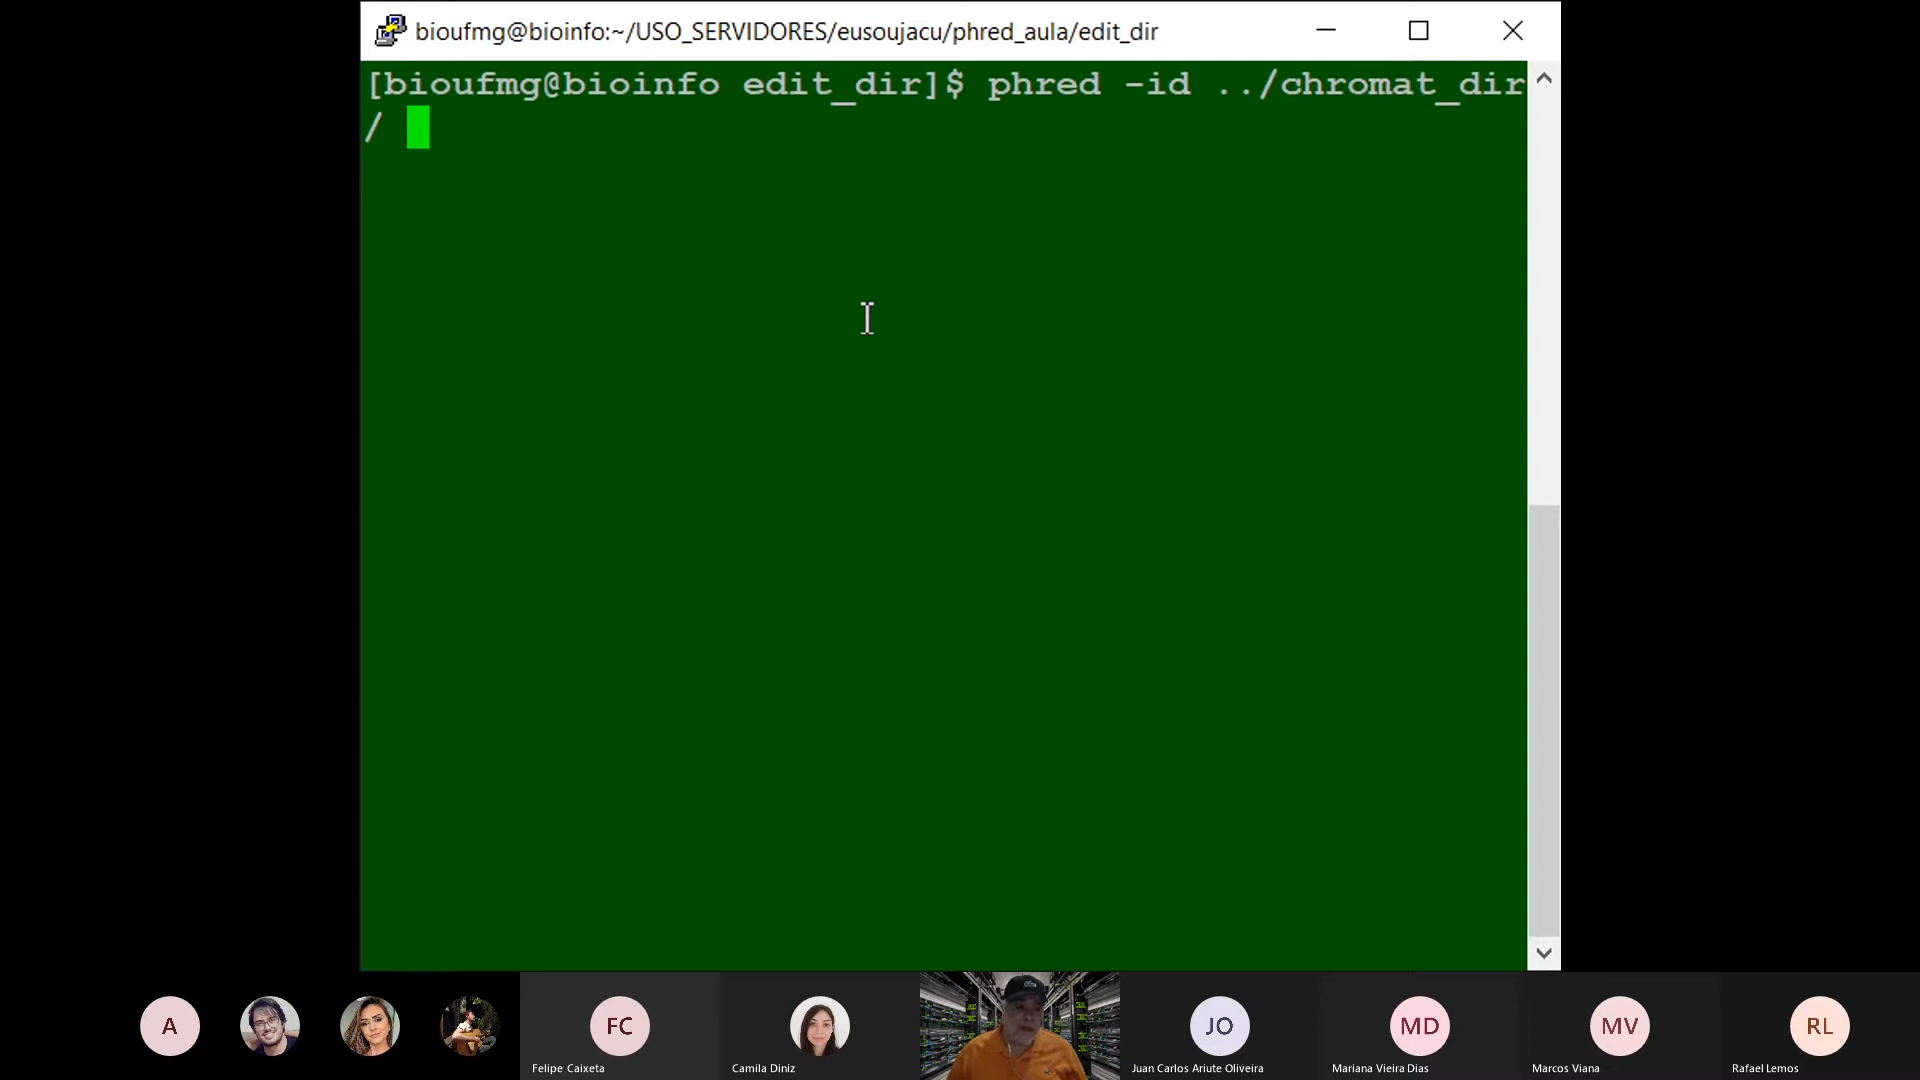 bioufmg@bioinfo:~/USO_SERVIDORES/eusoujacu/phred_aula/edit_dir
[bioufmg@bioinfo edit_dir]$ phred -id ../chromat_dir
/
A
FC
JO
MD
MV
RL
Felipe Caixeta
Camila Diniz
Juan Carlos Ariute Oliveira
Mariana Vieira Dias
Marcos Viana
Rafael Lemos